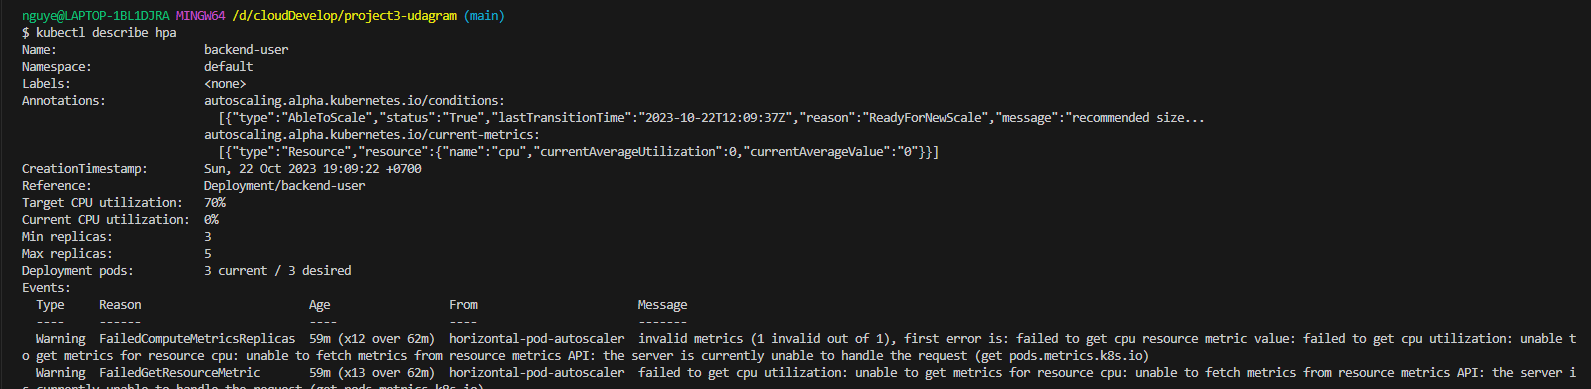 nguye@LAPTOP-1BL1DJRA MINGW64 /d/cloudDevelop/project3-udagram (main)
$ kubectl describe hpa
Name:                     backend-user
Namespace:                default
Labels:                   <none>
Annotations:              autoscaling.alpha.kubernetes.io/conditions:
                            [{"type":"AbleToScale","status":"True","lastTransitionTime":"2023-10-22T12:09:37Z","reason":"ReadyForNewScale","message":"recommended size...
                          autoscaling.alpha.kubernetes.io/current-metrics:
                            [{"type":"Resource","resource":{"name":"cpu","currentAverageUtilization":0,"currentAverageValue":"0"}}]
CreationTimestamp:        Sun, 22 Oct 2023 19:09:22 +0700
Reference:                Deployment/backend-user
Target CPU utilization:   70%
Current CPU utilization:  0%
Min replicas:             3
Max replicas:             5
Deployment pods:          3 current / 3 desired
Events:
  Type     Reason                        Age                 From                       Message
  ----     ------                        ----                ----                       -------
  Warning  FailedComputeMetricsReplicas  59m (x12 over 62m)  horizontal-pod-autoscaler  invalid metrics (1 invalid out of 1), first error is: failed to get cpu resource metric value: failed to get cpu utilization: unable t
o get metrics for resource cpu: unable to fetch metrics from resource metrics API: the server is currently unable to handle the request (get pods.metrics.k8s.io)
  Warning  FailedGetResourceMetric       59m (x13 over 62m)  horizontal-pod-autoscaler  failed to get cpu utilization: unable to get metrics for resource cpu: unable to fetch metrics from resource metrics API: the server i
s currently unable to handle the request (get pods.metrics.k8s.io)